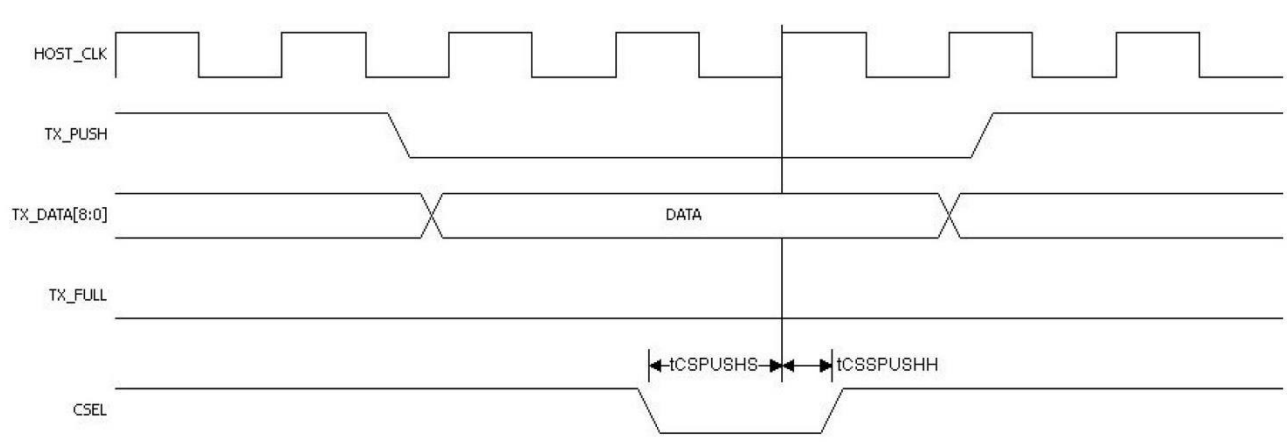 HOST_CLK
TX_PUSH
TX_DATA[8:0]
DATA
TX_FULL
tCSPUSHS
tCSSPUSHH
CSEL